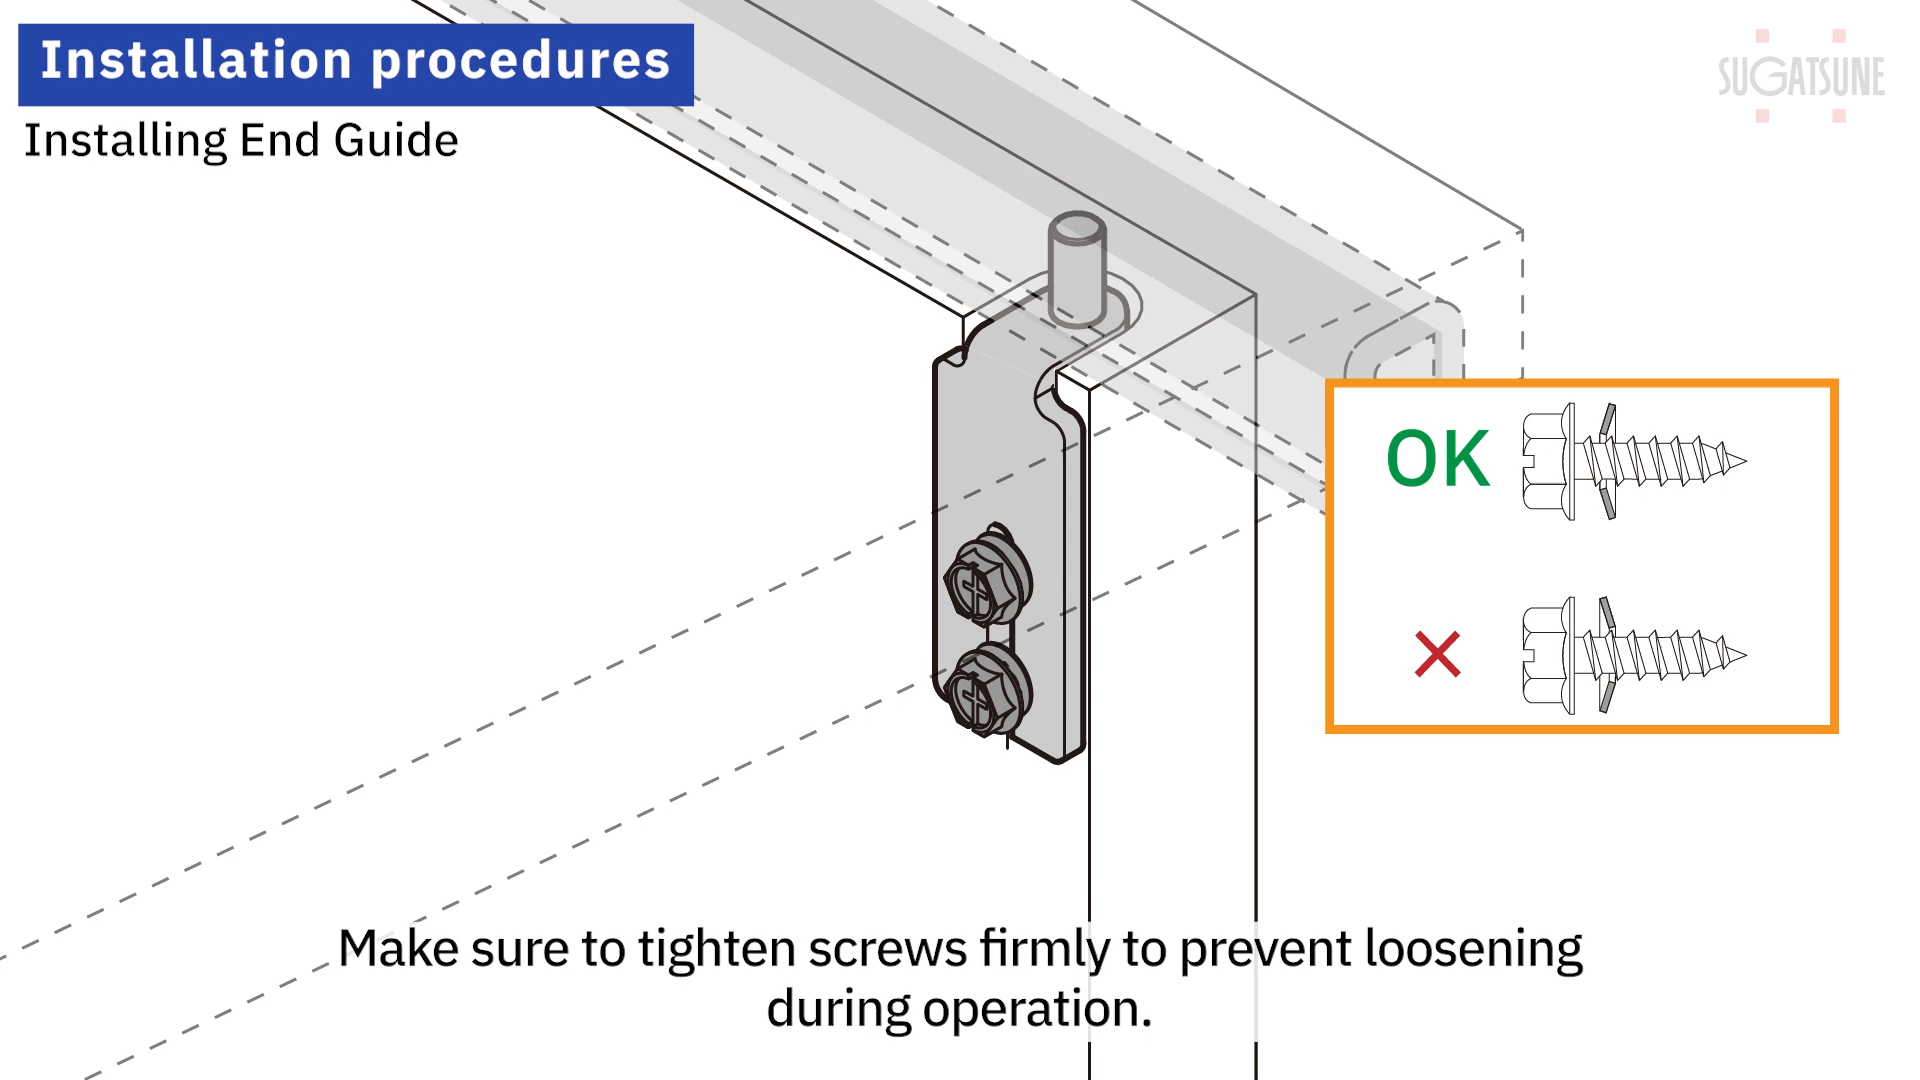 Installation procedures
Installing End Guide
SUGATSUNE
OK
Make sure to tighten screws firmly to prevent loosening
during operation.